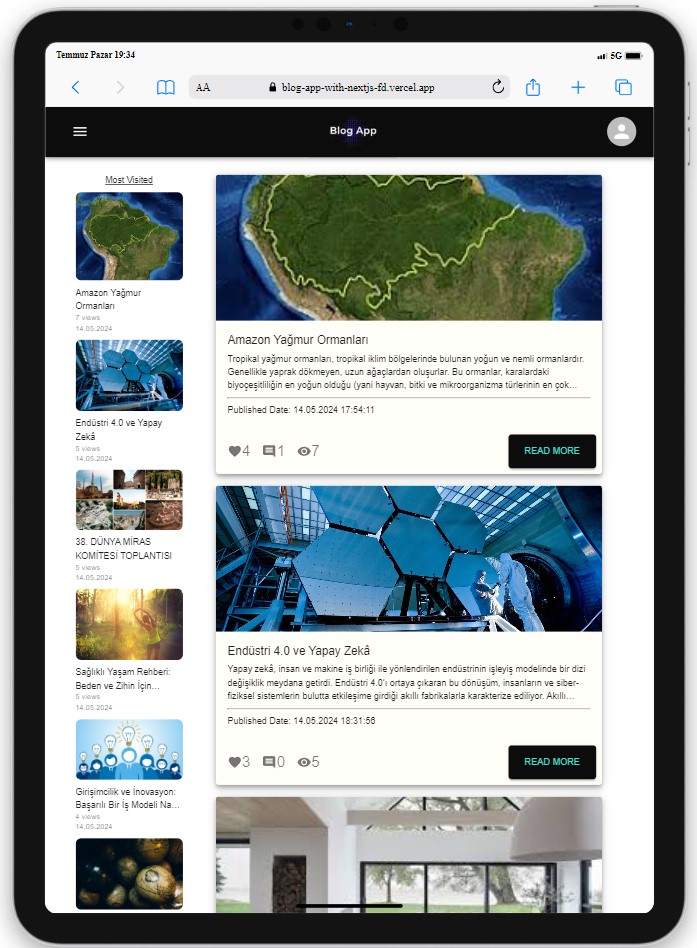 Temmuz Pazar 19:34
5G
AA
blog-app-with-nextjs-fd.vercel.app
Blog App
Most Visited
Amazon Yağmur
Ormanları
7 views
14.05.2024
Endüstri 4.0 ve Yapay
Zekâ
5 views
14.05.2024
38. DÜNYA MİRAS
KOMİTESİ TOPLANTISI
5 views
14.05.2024
Sağlıklı Yaşam Rehberi:
Beden ve Zihin İçin...
5 views
14.05.2024
Girişimcilik ve İnovasyon:
Başarılı Bir İş Modeli Na...
4 views
14.05.2024
Amazon Yağmur Ormanları
Tropikal yağmur ormanları, tropikal iklim bölgelerinde bulunan yoğun ve nemli ormanlardır.
Genellikle yaprak dökmeyen, uzun ağaçlardan oluşurlar. Bu ormanlar, karalardaki
biyoçeşitliliğin en yoğun olduğu (yani hayvan, bitki ve mikroorganizma türlerinin en çok...
Published Date: 14.05.2024 17:54:11
4 1 7 READ MORE
Endüstri 4.0 ve Yapay Zekâ
Yapay zekâ, insan ve makine iş birliği ile yönlendirilen endüstrinin işleyiş modelinde bir dizi
değişiklik meydana getirdi. Endüstri 4.0'ı ortaya çıkaran bu dönüşüm, insanların ve siber-
fiziksel sistemlerin bulutta etkileşime girdiği akıllı fabrikalarla karakterize ediliyor. Akıllı...
Published Date: 14.05.2024 18:31:56
3 0 5 READ MORE